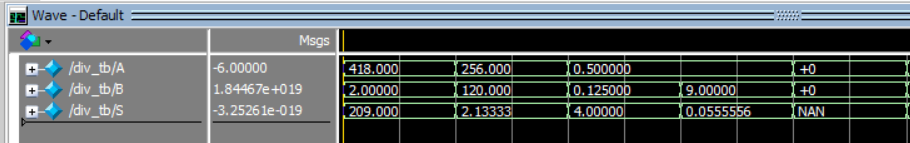 Wave - Default
Msgs
/div_tb/A -6.00000 418.000 256.000 0.500000 +0
/div_tb/B 1.84467e+019 2.00000 120.000 0.125000 9.00000 +0
/div_tb/S -3.25261e-019 209.000 2.13333 4.00000 0.0555556 NAN